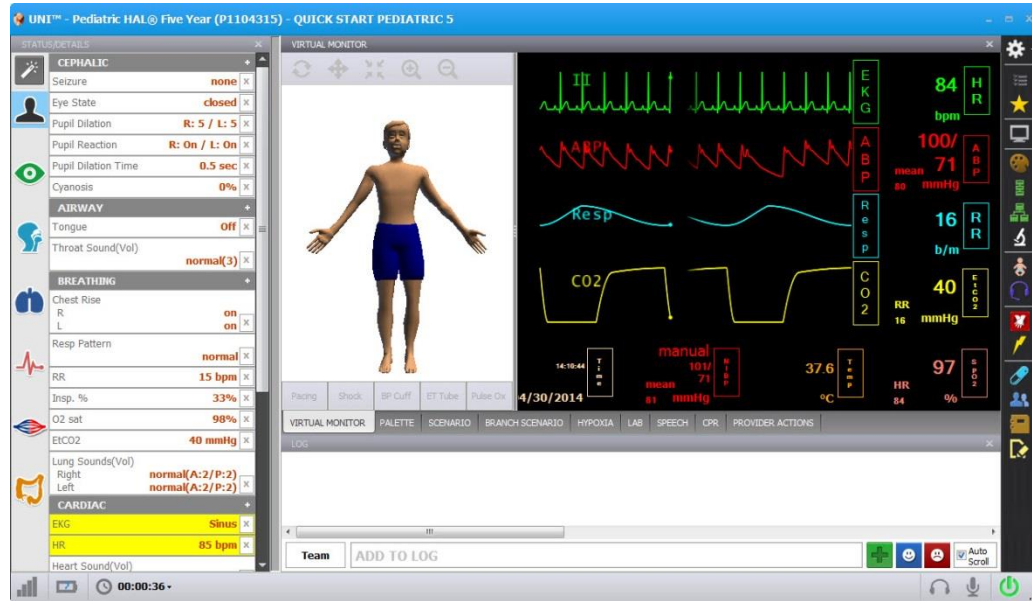 UNI™ - Pediatric HAL® Five Year (P1104315) - QUICK START PEDIATRIC 5
STATUS/DETAILS
CEPHALIC
Seizure none
Eye State closed
Pupil Dilation R: 5 / L: 5
Pupil Reaction R: On / L: On
Pupil Dilation Time 0.5 sec
Cyanosis 0%
AIRWAY
Tongue Off
Throat Sound(Vol)
normal(3)
BREATHING
Chest Rise
R on
L on
Resp Pattern
normal
RR 15 bpm
Insp. % 33%
O2 sat 98%
EtCO2 40 mmHg
Lung Sounds(Vol)
Right normal(A:2/P:2)
Left normal(A:2/P:2)
CARDIAC
EKG Sinus
HR 85 bpm
Heart Sound(Vol)
00:00:36
VIRTUAL MONITOR
Pacing Shock BP Cuff ET Tube Pulse Ox
II
EKG
84
HR
bpm
ABP
ABP
100/
71
mean
80 mmHg
ABP
Resp
Resp
16
RR
b/m
CO2
CO2
40
EtCO2
RR
16 mmHg
14:10:44
Time
4/30/2014
manual
101/
71
mean
81 mmHg
NIBP
37.6
Temp
°C
97
SPO2
HR
84 %
VIRTUAL MONITOR PALETTE SCENARIO BRANCH SCENARIO HYPOXIA LAB SPEECH CPR PROVIDER ACTIONS
LOG
Team ADD TO LOG
Auto
Scroll